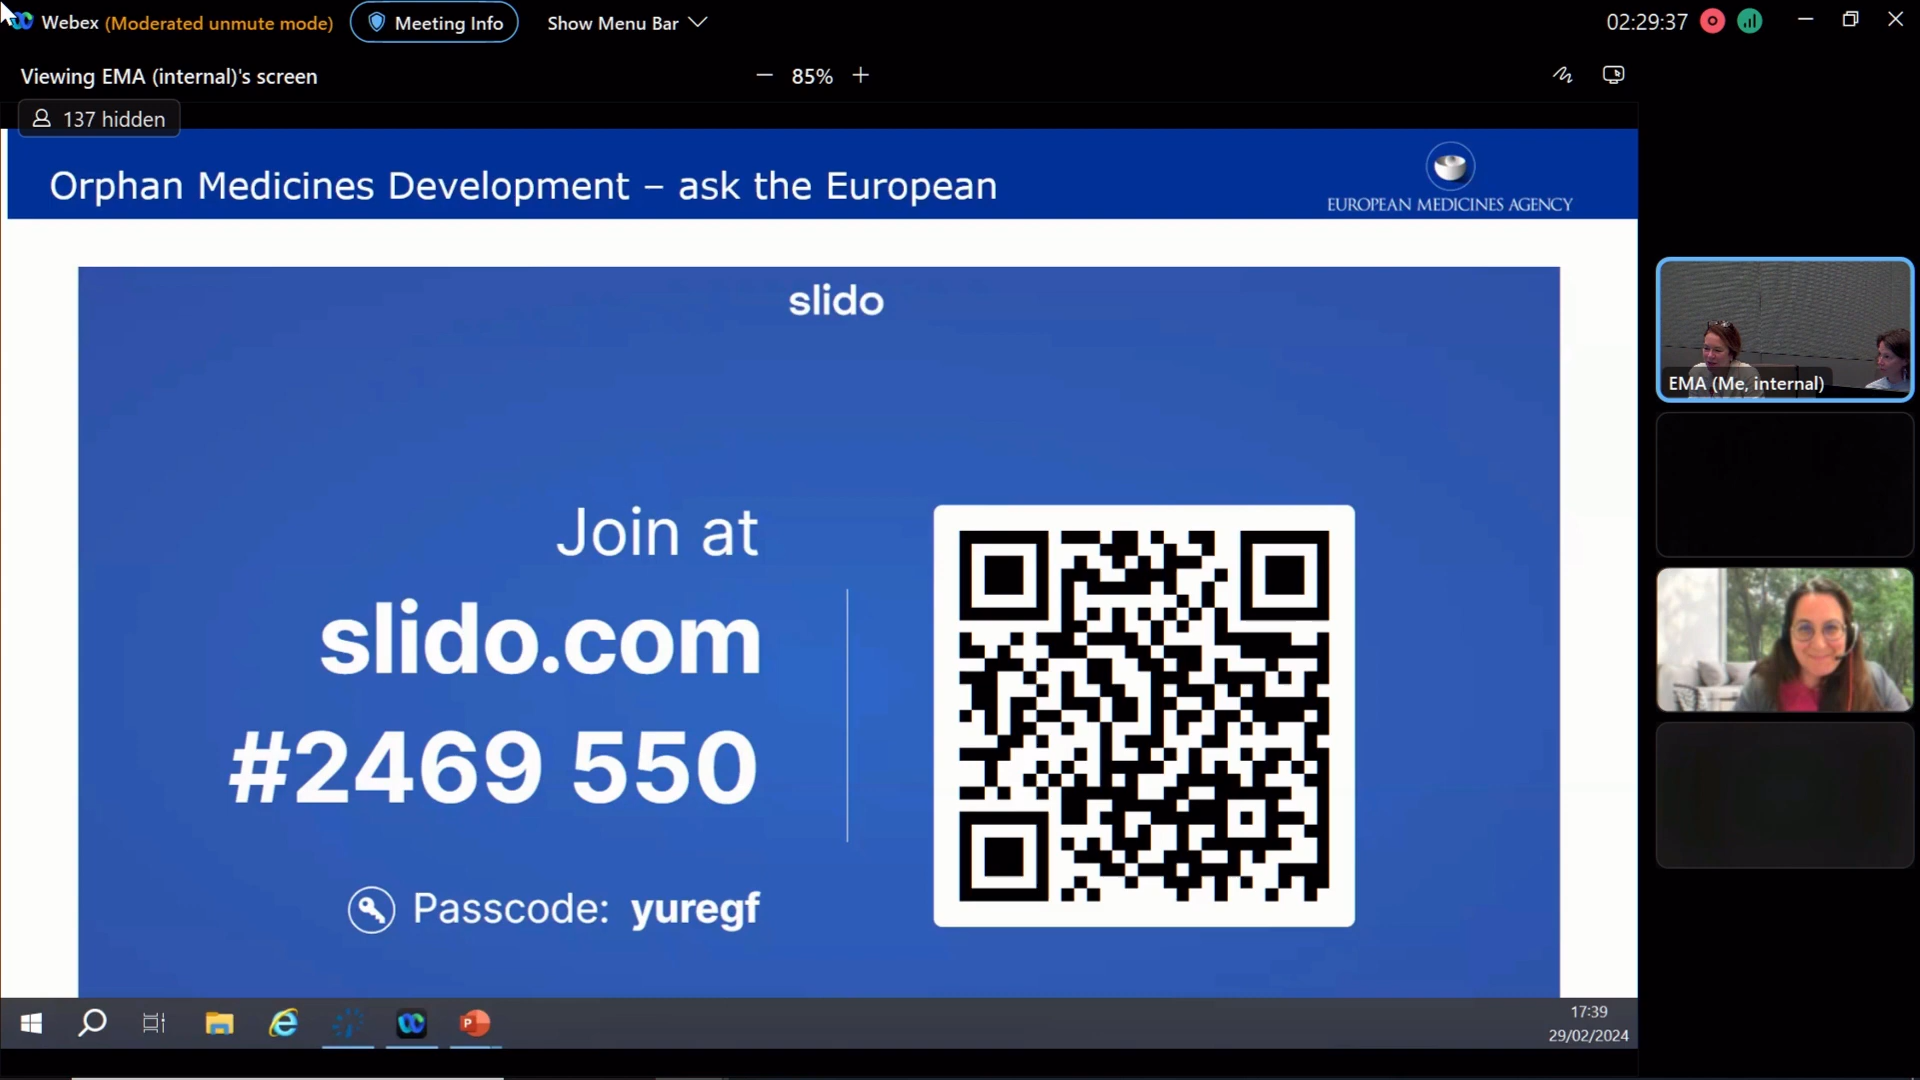 Webex (Moderated unmute mode) Meeting Info Show Menu Bar 02:29:37
Viewing EMA (internal)'s screen 85%
137 hidden
Orphan Medicines Development – ask the European
EUROPEAN MEDICINES AGENCY
slido
Join at
slido.com
#2469 550
Passcode: yuregf
EMA (Me, internal)
17:39
29/02/2024